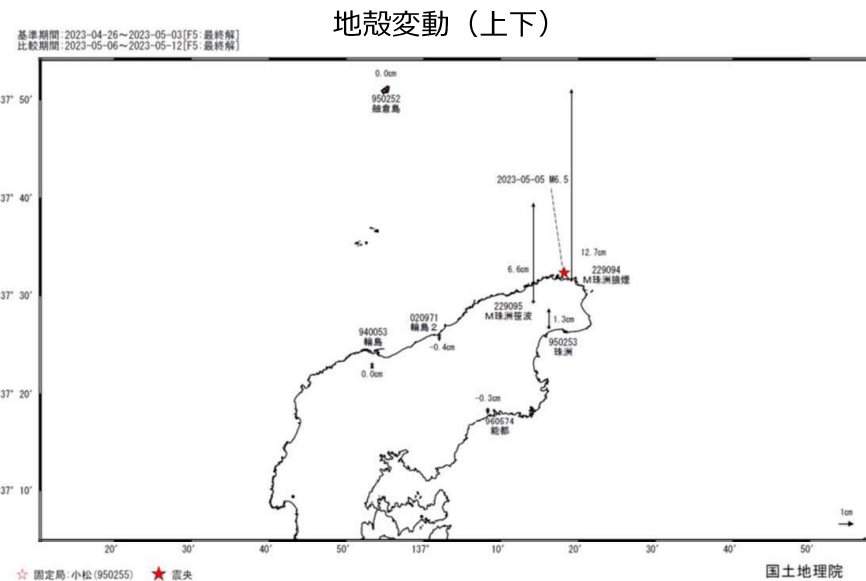 地殻変動（上下）
基準期間:2023-04-26～2023-05-03[F5:最終解]
比較期間:2023-05-06～2023-05-12[F5:最終解]
0.0cm
950252
舳倉島
37° 50'
2023-05-05 M6.5
37° 40'
12.7cm
6.6cm
229094
M珠洲狼煙
37° 30'
229095
M珠洲笹波
1.3cm
020971
輪島２
940053
輪島
-0.4cm
950253
珠洲
0.0cm
37° 20'
-0.3cm
960574
能都
37° 10'
1cm
20'
30'
40'
50'
137°
10'
20'
30'
40'
50'
☆ 固定局:小松(950255) ★ 震央
国土地理院